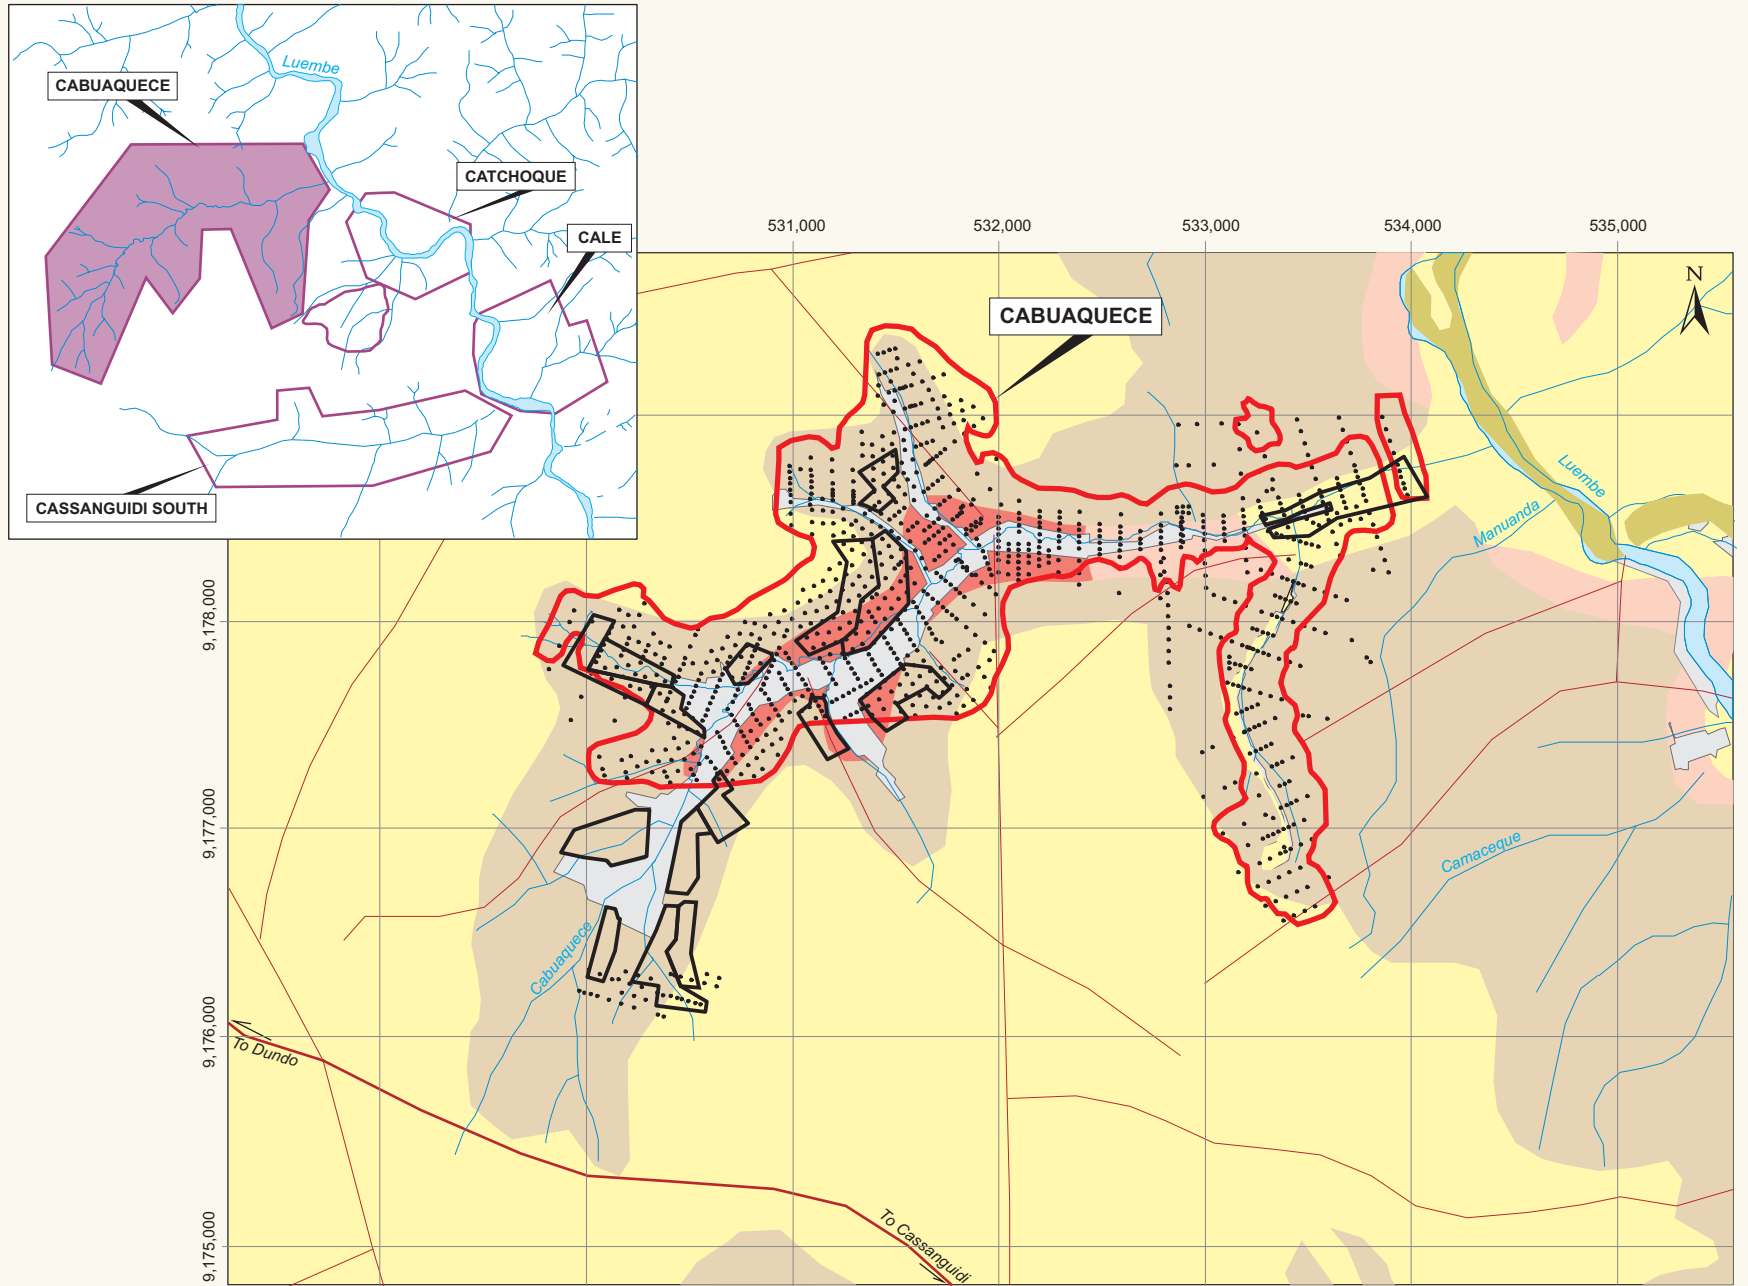 Luembe
CABUAQUECE
CATCHOQUE
CALE
CASSANGUIDI SOUTH
531,000
532,000
533,000
534,000
535,000
N
CABUAQUECE
Luembe
Manuanda
9,178,000
9,177,000
Camaceque
Cabuaquece
9,176,000
To Dundo
To Cassanguidi
9,175,000